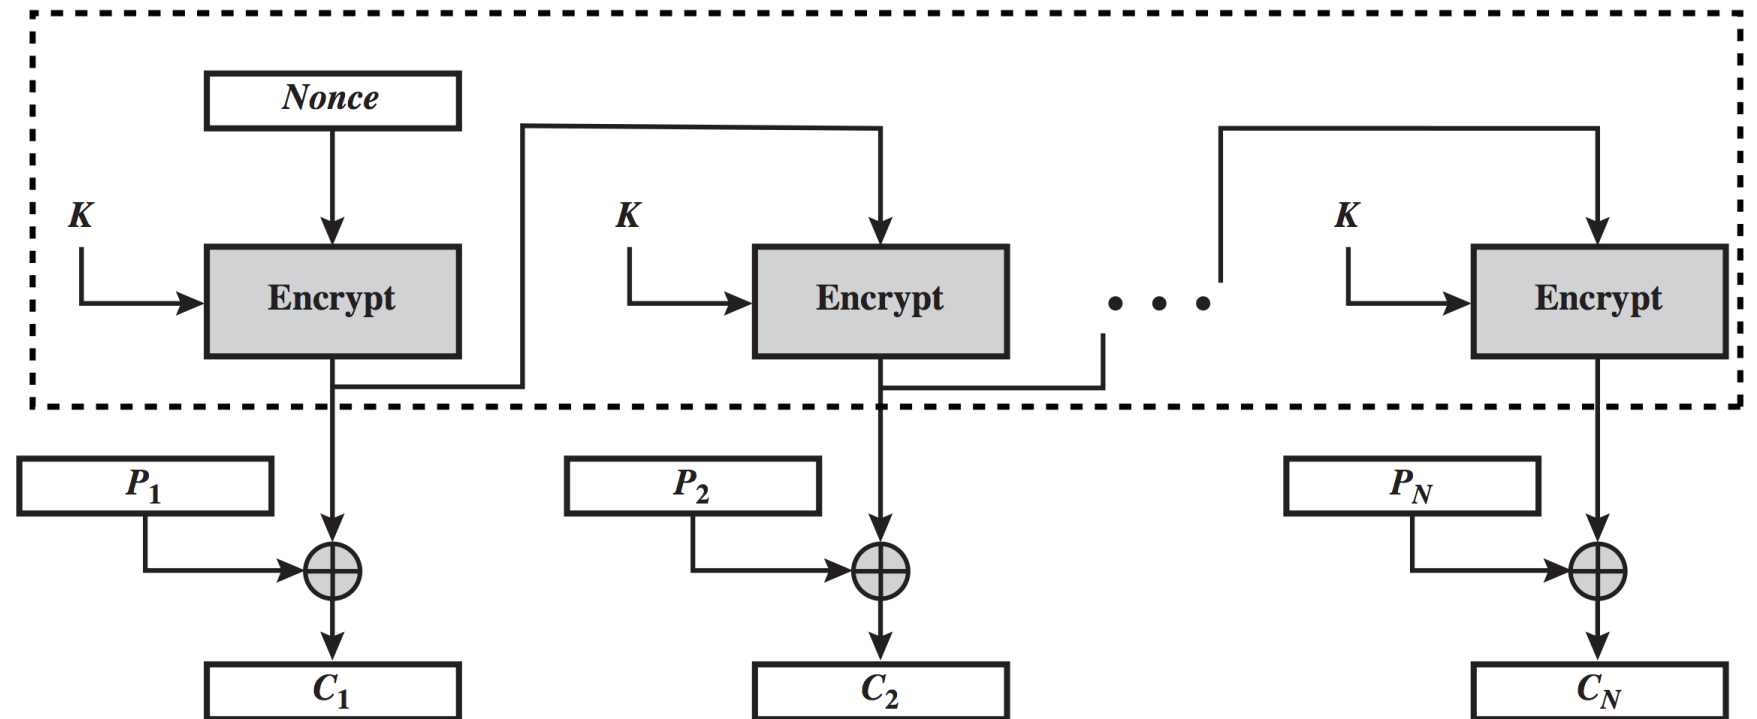 Nonce
K K K
Encrypt Encrypt Encrypt
P1 P2 PN
C1 C2 CN